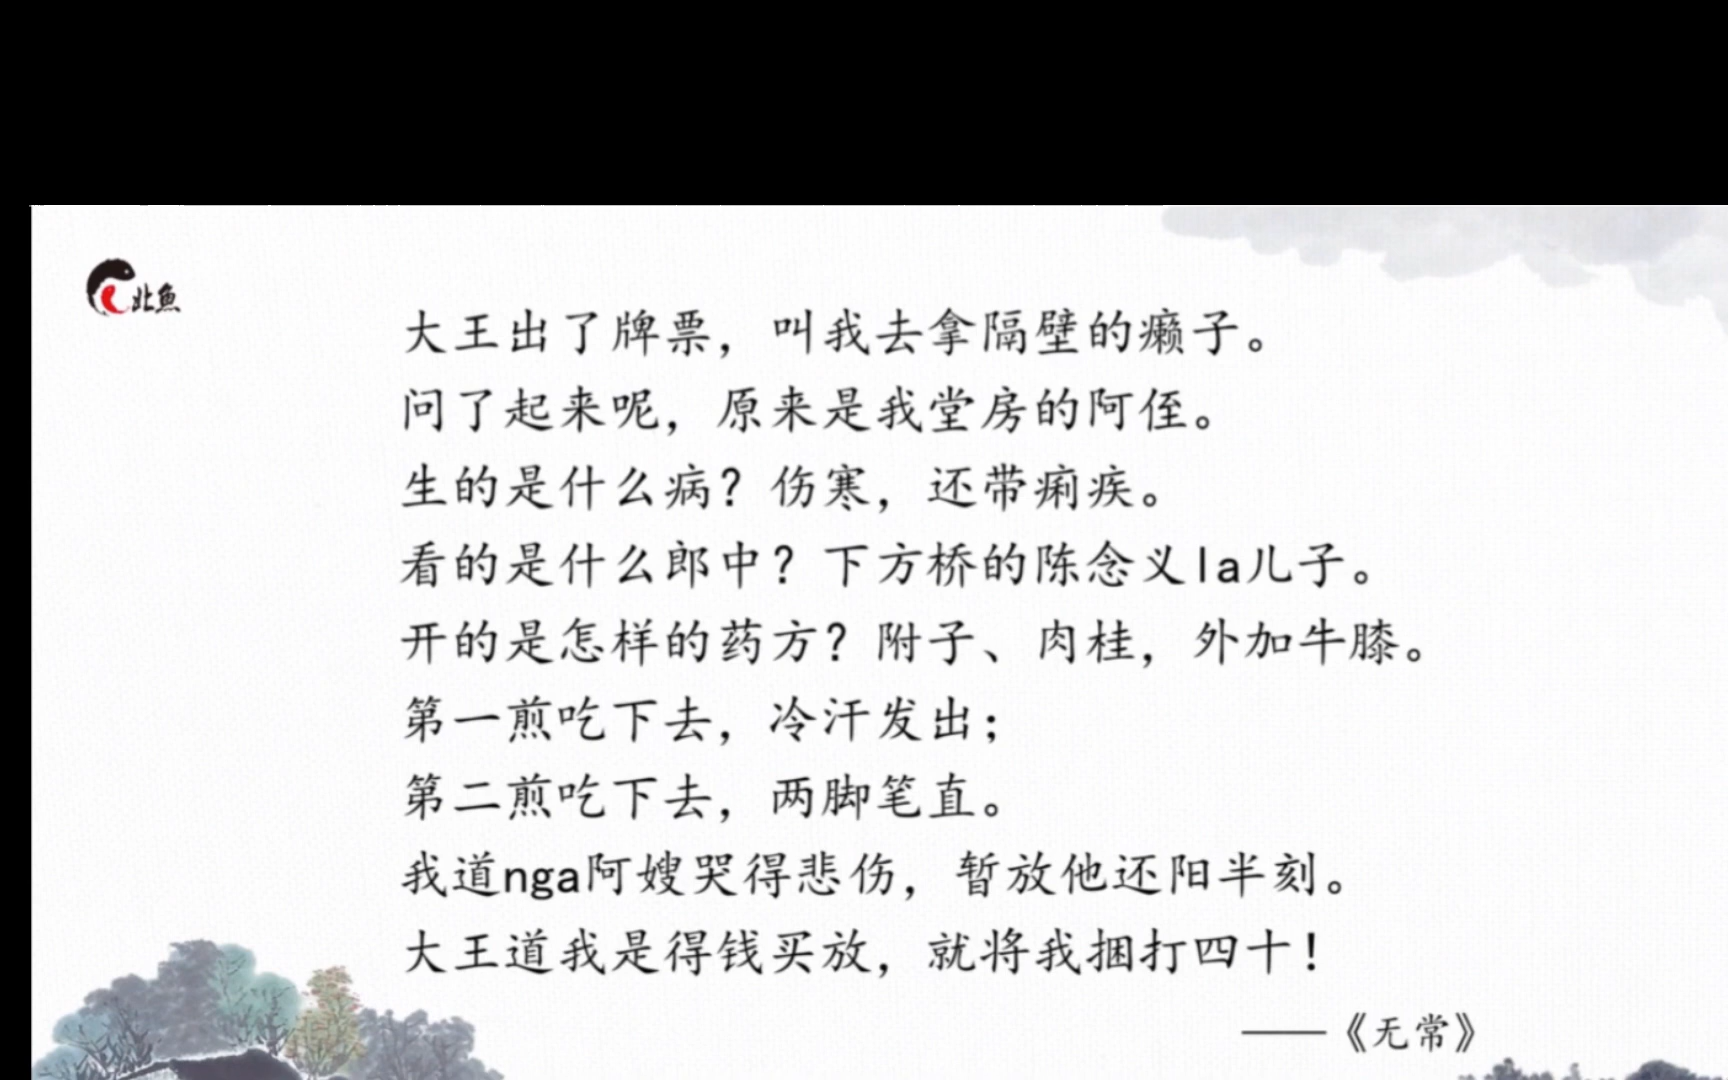 北魚
大王出了牌票，叫我去拿隔壁的癞子。
问了起来呢，原来是我堂房的阿侄。
生的是什么病？伤寒，还带痢疾。
看的是什么郎中？下方桥的陈念义la儿子。
开的是怎样的药方？附子、肉桂，外加牛膝。
第一煎吃下去，冷汗发出；
第二煎吃下去，两脚笔直。
我道nga阿嫂哭得悲伤，暂放他还阳半刻。
大王道我是得钱买放，就将我捆打四十！
——《无常》